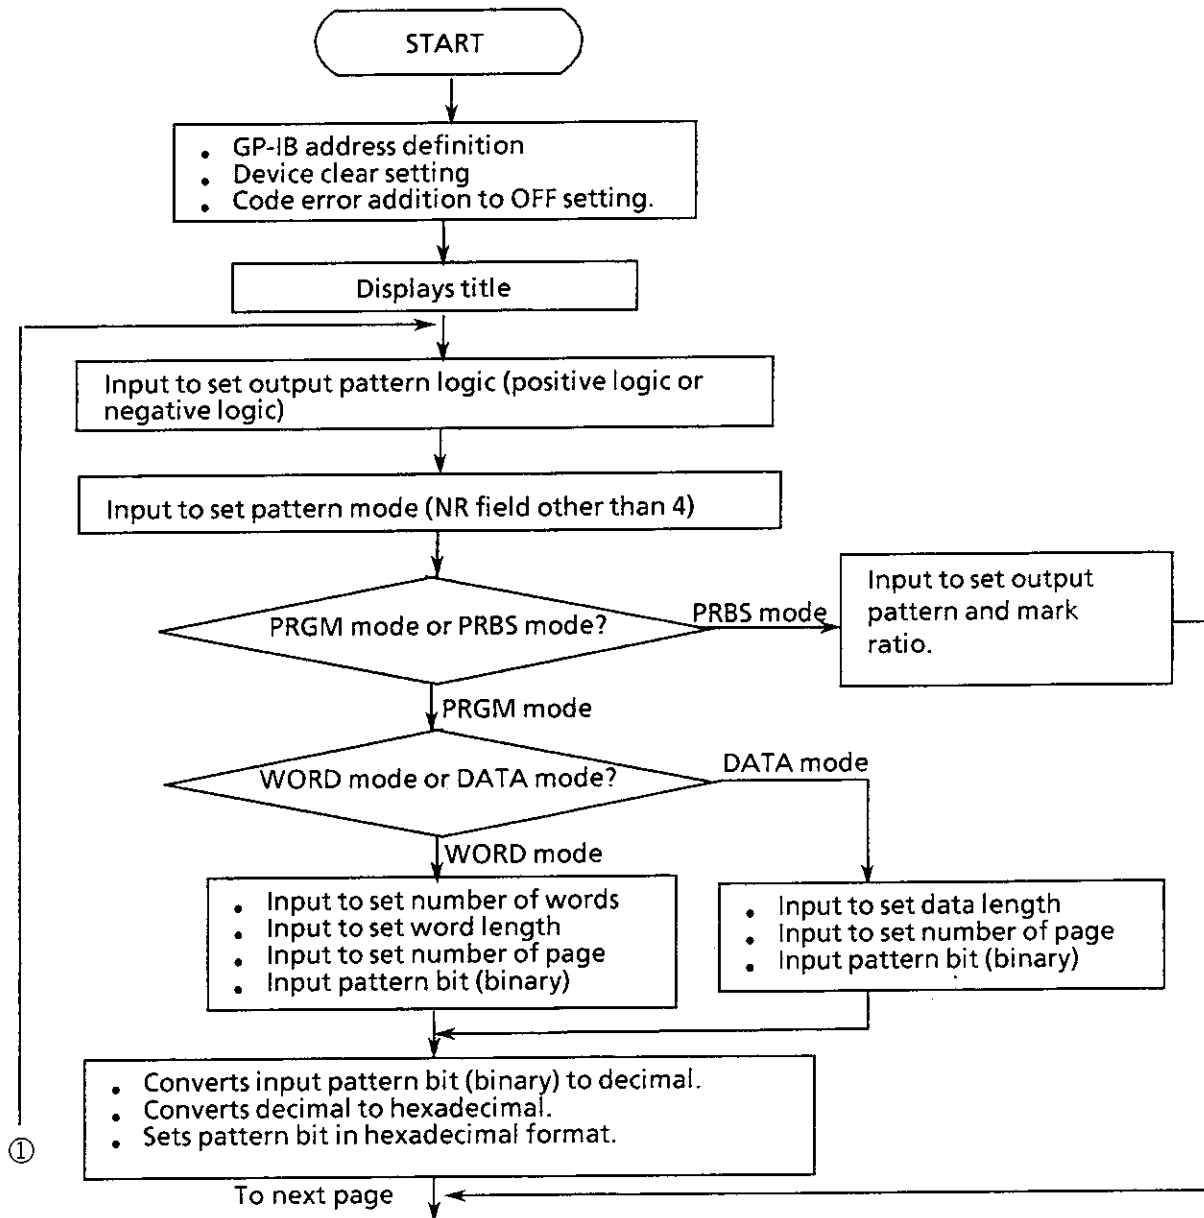 START
• GP-IB address definition
• Device clear setting
• Code error addition to OFF setting.
Displays title
Input to set output pattern logic (positive logic or
negative logic)
Input to set pattern mode (NR field other than 4)
PRGM mode or PRBS mode?
PRBS mode
Input to set output
pattern and mark
ratio.
PRGM mode
WORD mode or DATA mode?
DATA mode
WORD mode
• Input to set number of words
• Input to set word length
• Input to set number of page
• Input pattern bit (binary)
• Input to set data length
• Input to set number of page
• Input pattern bit (binary)
• Converts input pattern bit (binary) to decimal.
• Converts decimal to hexadecimal.
• Sets pattern bit in hexadecimal format.
①
To next page